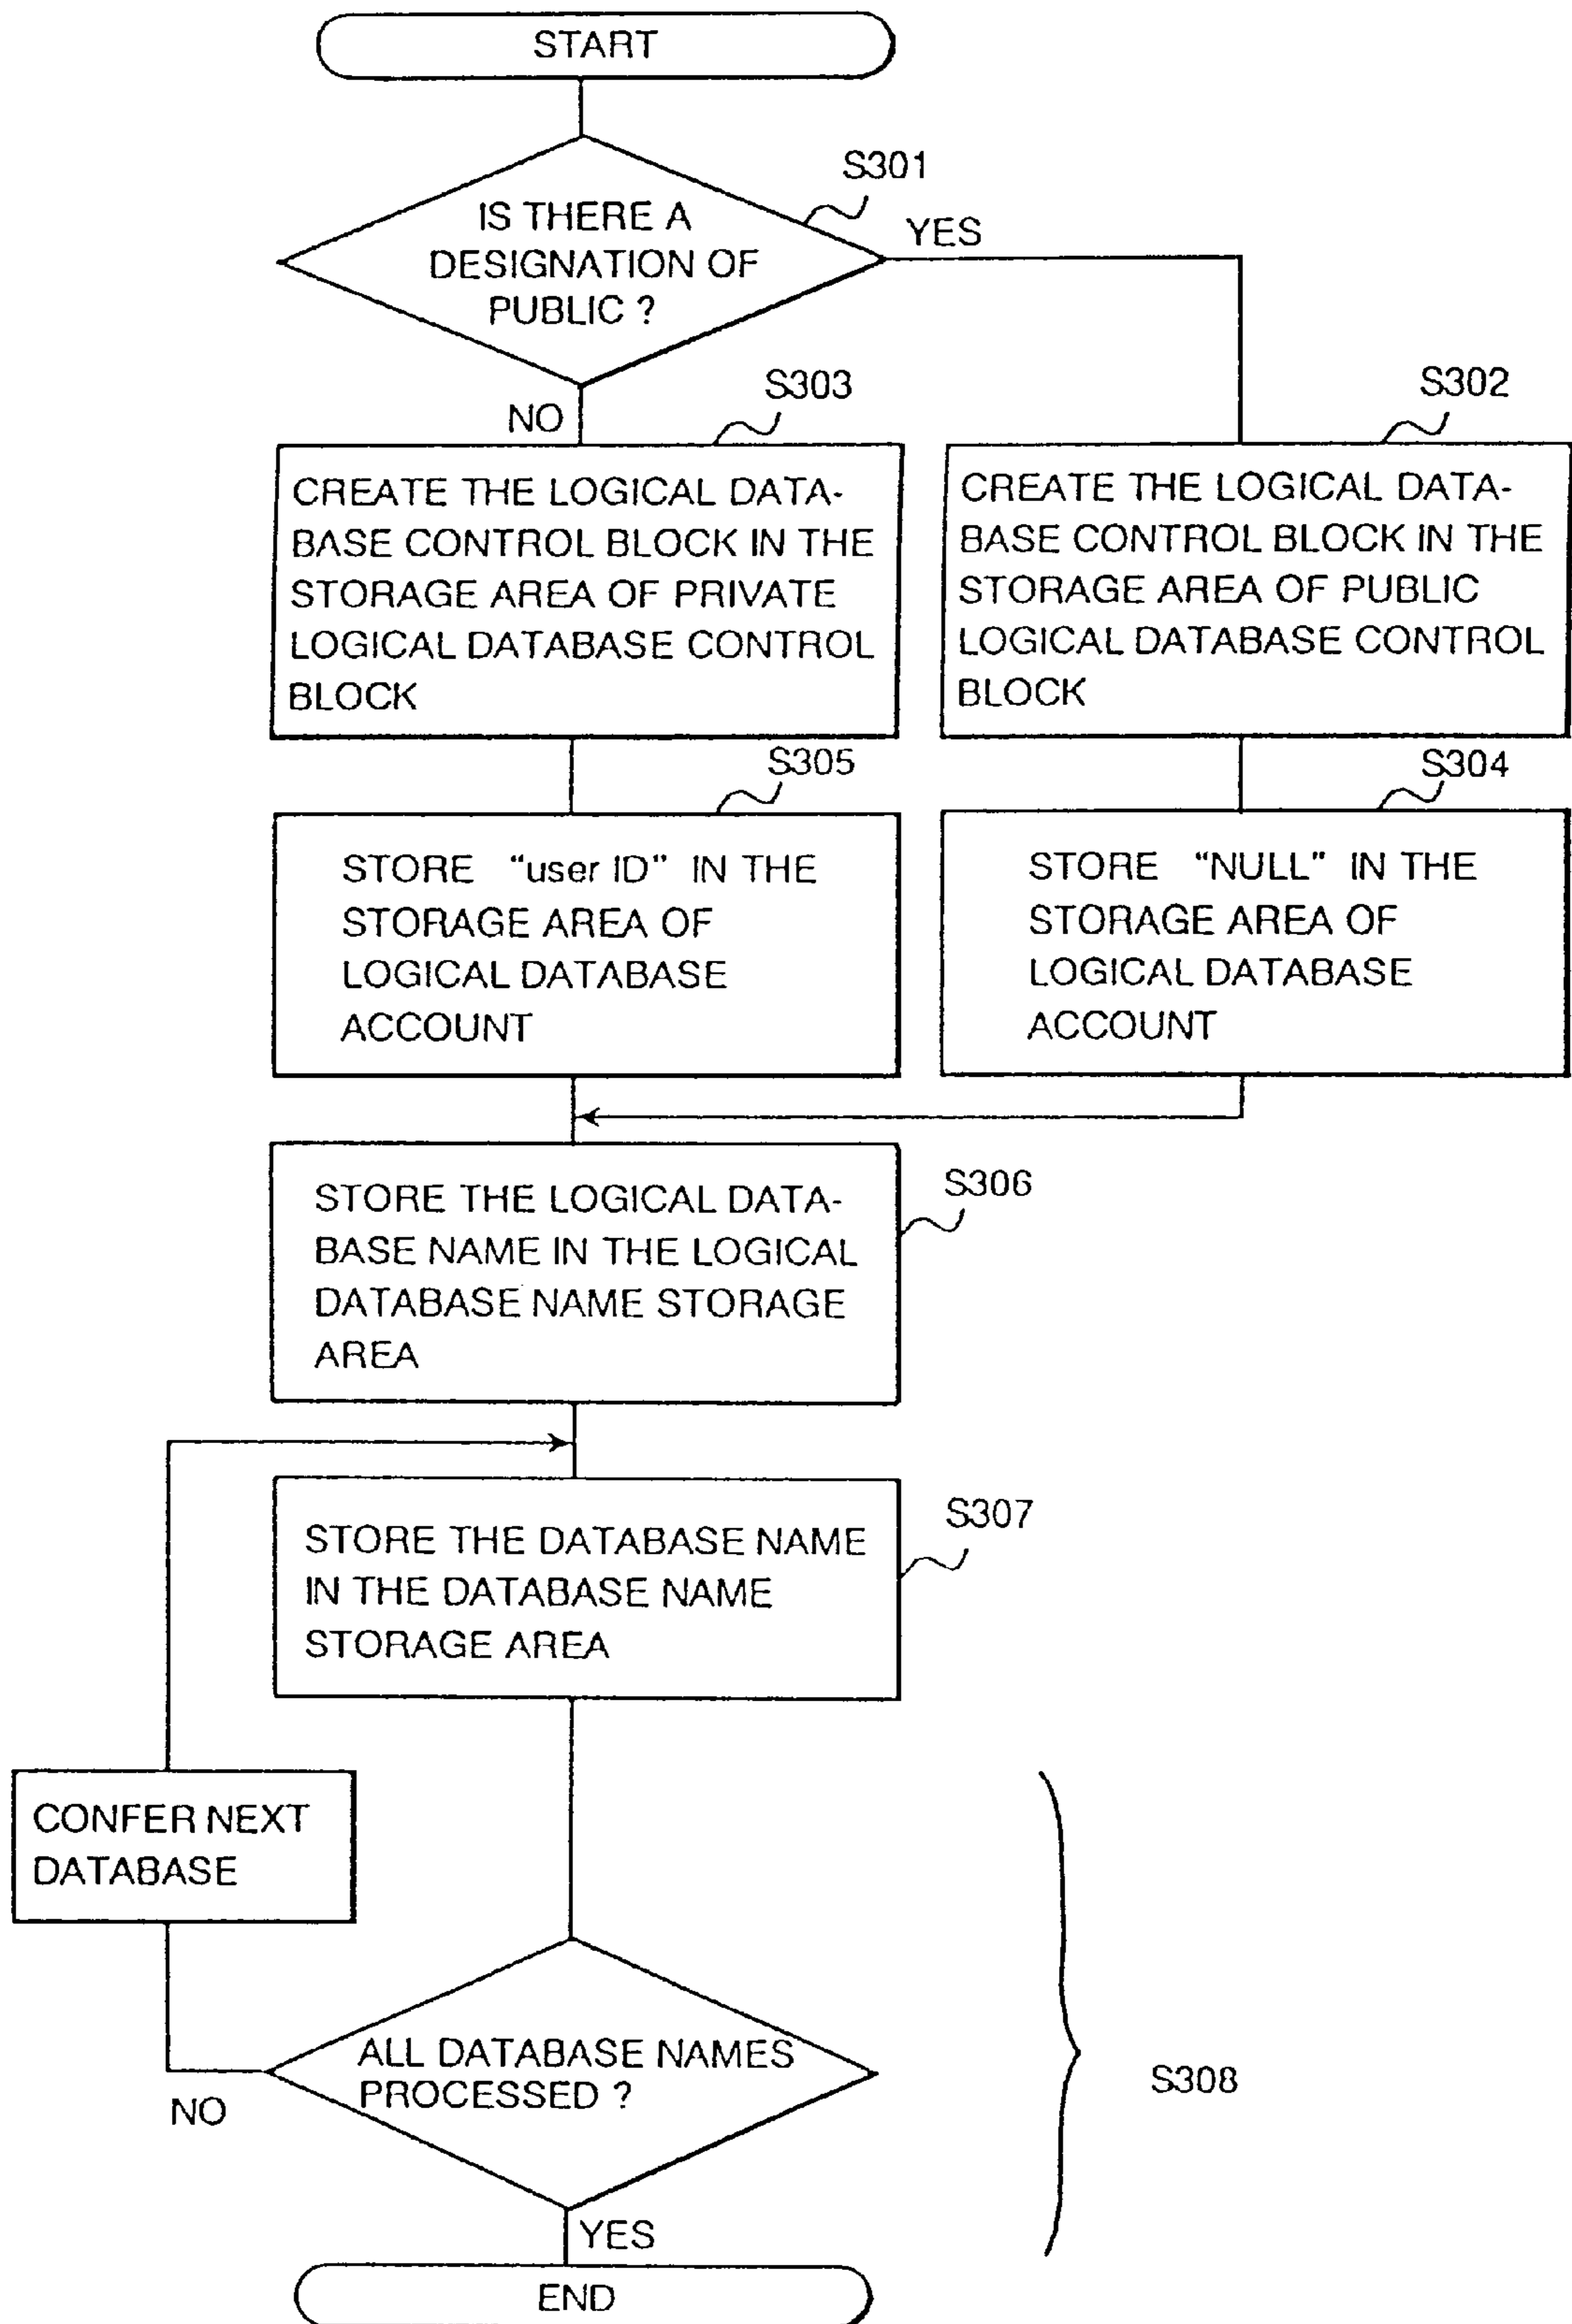 START
S301
IS THERE A
DESIGNATION OF
PUBLIC ?
YES
NO
S303
CREATE THE LOGICAL DATA-
BASE CONTROL BLOCK IN THE
STORAGE AREA OF PRIVATE
LOGICAL DATABASE CONTROL
BLOCK
S302
CREATE THE LOGICAL DATA-
BASE CONTROL BLOCK IN THE
STORAGE AREA OF PUBLIC
LOGICAL DATABASE CONTROL
BLOCK
S305
STORE “user ID” IN THE
STORAGE AREA OF
LOGICAL DATABASE
ACCOUNT
S304
STORE “NULL” IN THE
STORAGE AREA OF
LOGICAL DATABASE
ACCOUNT
S306
STORE THE LOGICAL DATA-
BASE NAME IN THE LOGICAL
DATABASE NAME STORAGE
AREA
S307
STORE THE DATABASE NAME
IN THE DATABASE NAME
STORAGE AREA
CONFER NEXT
DATABASE
ALL DATABASE NAMES
PROCESSED ?
NO
S308
YES
END